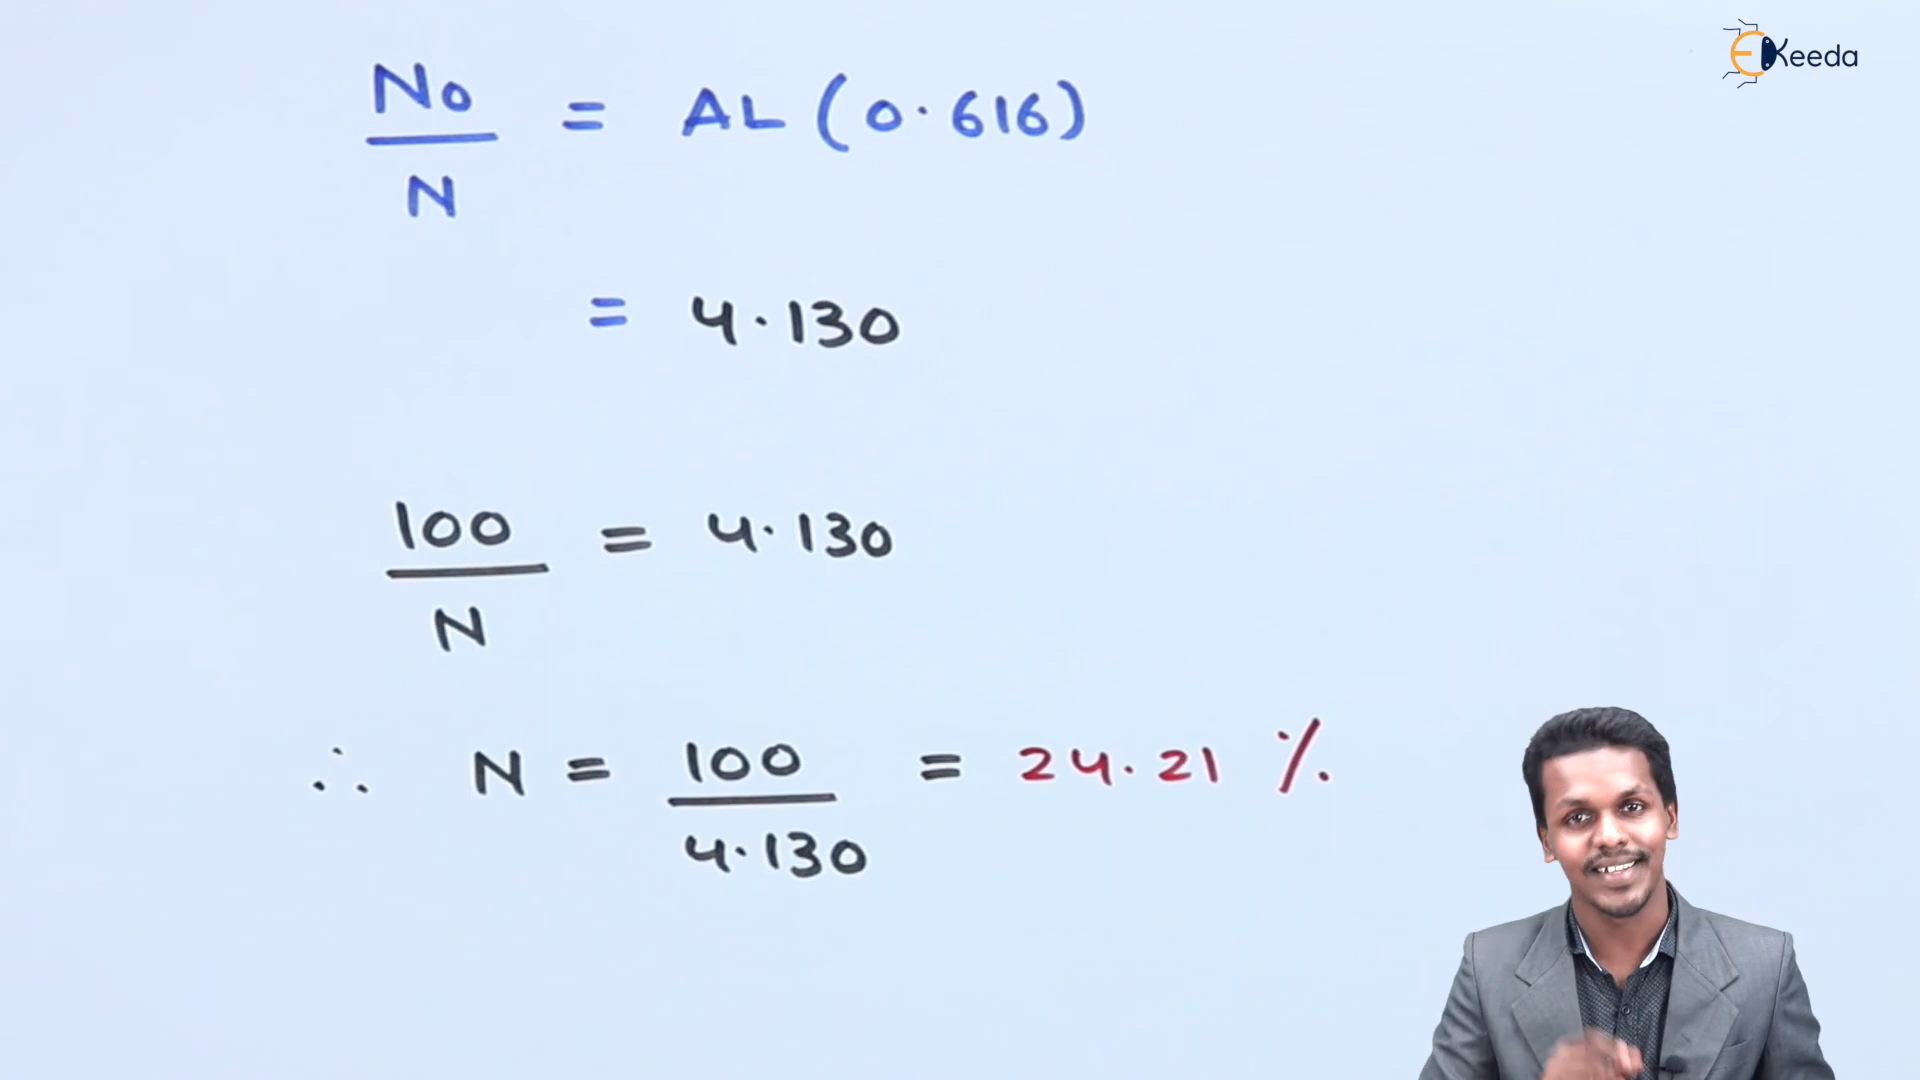 EKeeda
No/N = AL (0.616)
= 4.130
100/N = 4.130
∴ N = 100/4.130 = 24.21 %